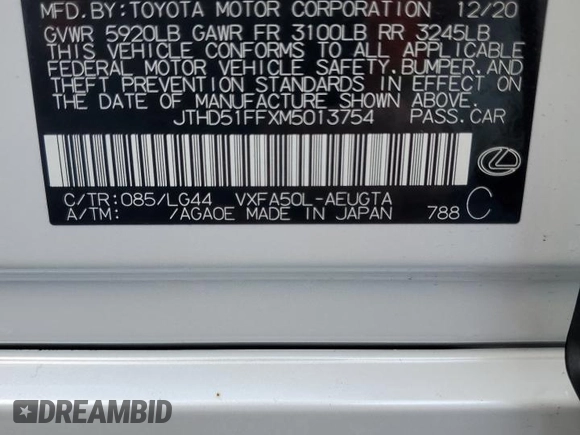 MFD. BY: TOYOTA MOTOR CORPORATION 12/20
GVWR 5920LB GAWR FR 3100LB RR 3245LB
THIS VEHICLE CONFORMS TO ALL APPLICABLE
FEDERAL MOTOR VEHICLE SAFETY, BUMPER, AND
THEFT PREVENTION STANDARDS IN EFFECT ON
THE DATE OF MANUFACTURE SHOWN ABOVE.
JTHD51FFXM5013754 PASS. CAR
C/TR: 085/LG44 VXFA50L-AEUGTA
A/TM: /AGA0E MADE IN JAPAN 788 C
DREAMBID